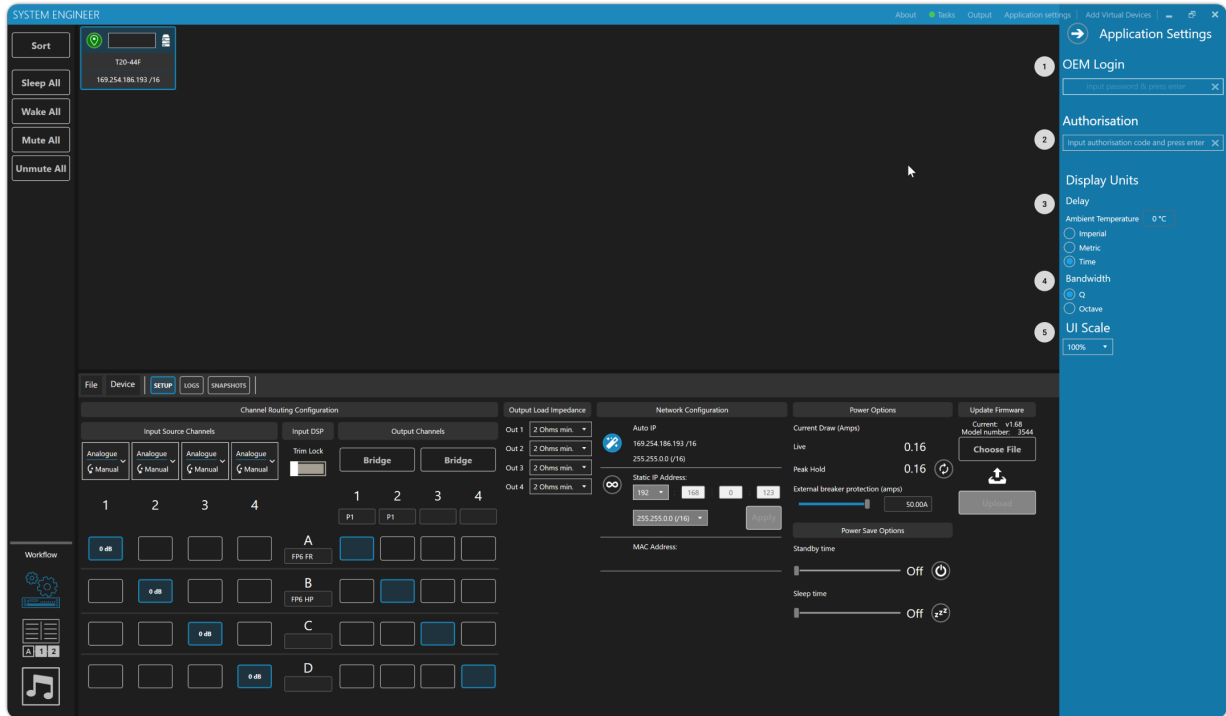 SYSTEM ENGINEER
About Tasks Output Application settings Add Virtual Devices
Application Settings
Sort
Sleep All
Wake All
Mute All
Unmute All
T20-44F
169.254.186.193 /16
1 OEM Login
Input password & press enter
2 Authorisation
Input authorisation code and press enter
Display Units
3 Delay
Ambient Temperature 0 °C
Imperial
Metric
Time
4 Bandwidth
Q
Octave
5 UI Scale
100%
File Device SETUP LOGS SNAPSHOTS
Channel Routing Configuration
Input Source Channels Input DSP Output Channels
Analogue Analogue Analogue Analogue Trim Lock
Manual Manual Manual Manual
Bridge Bridge
1 2 3 4 1 2 3 4
P1 P1
0 dB A
FP6 FR
0 dB B
FP6 HP
0 dB C
0 dB D
Output Load Impedance
Out 1 2 Ohms min.
Out 2 2 Ohms min.
Out 3 2 Ohms min.
Out 4 2 Ohms min.
Network Configuration
Auto IP
169.254.186.193 /16
255.255.0.0 (/16)
Static IP Address:
192 168 0 123
255.255.0.0 (/16) Apply
MAC Address:
Power Options
Current Draw (Amps)
Live 0.16
Peak Hold 0.16
External breaker protection (amps)
50.00A
Power Save Options
Standby time
Off
Sleep time
Off zzz
Update Firmware
Current: v1.68
Model number: 3544
Choose File
Upload
Workflow
A 1 2